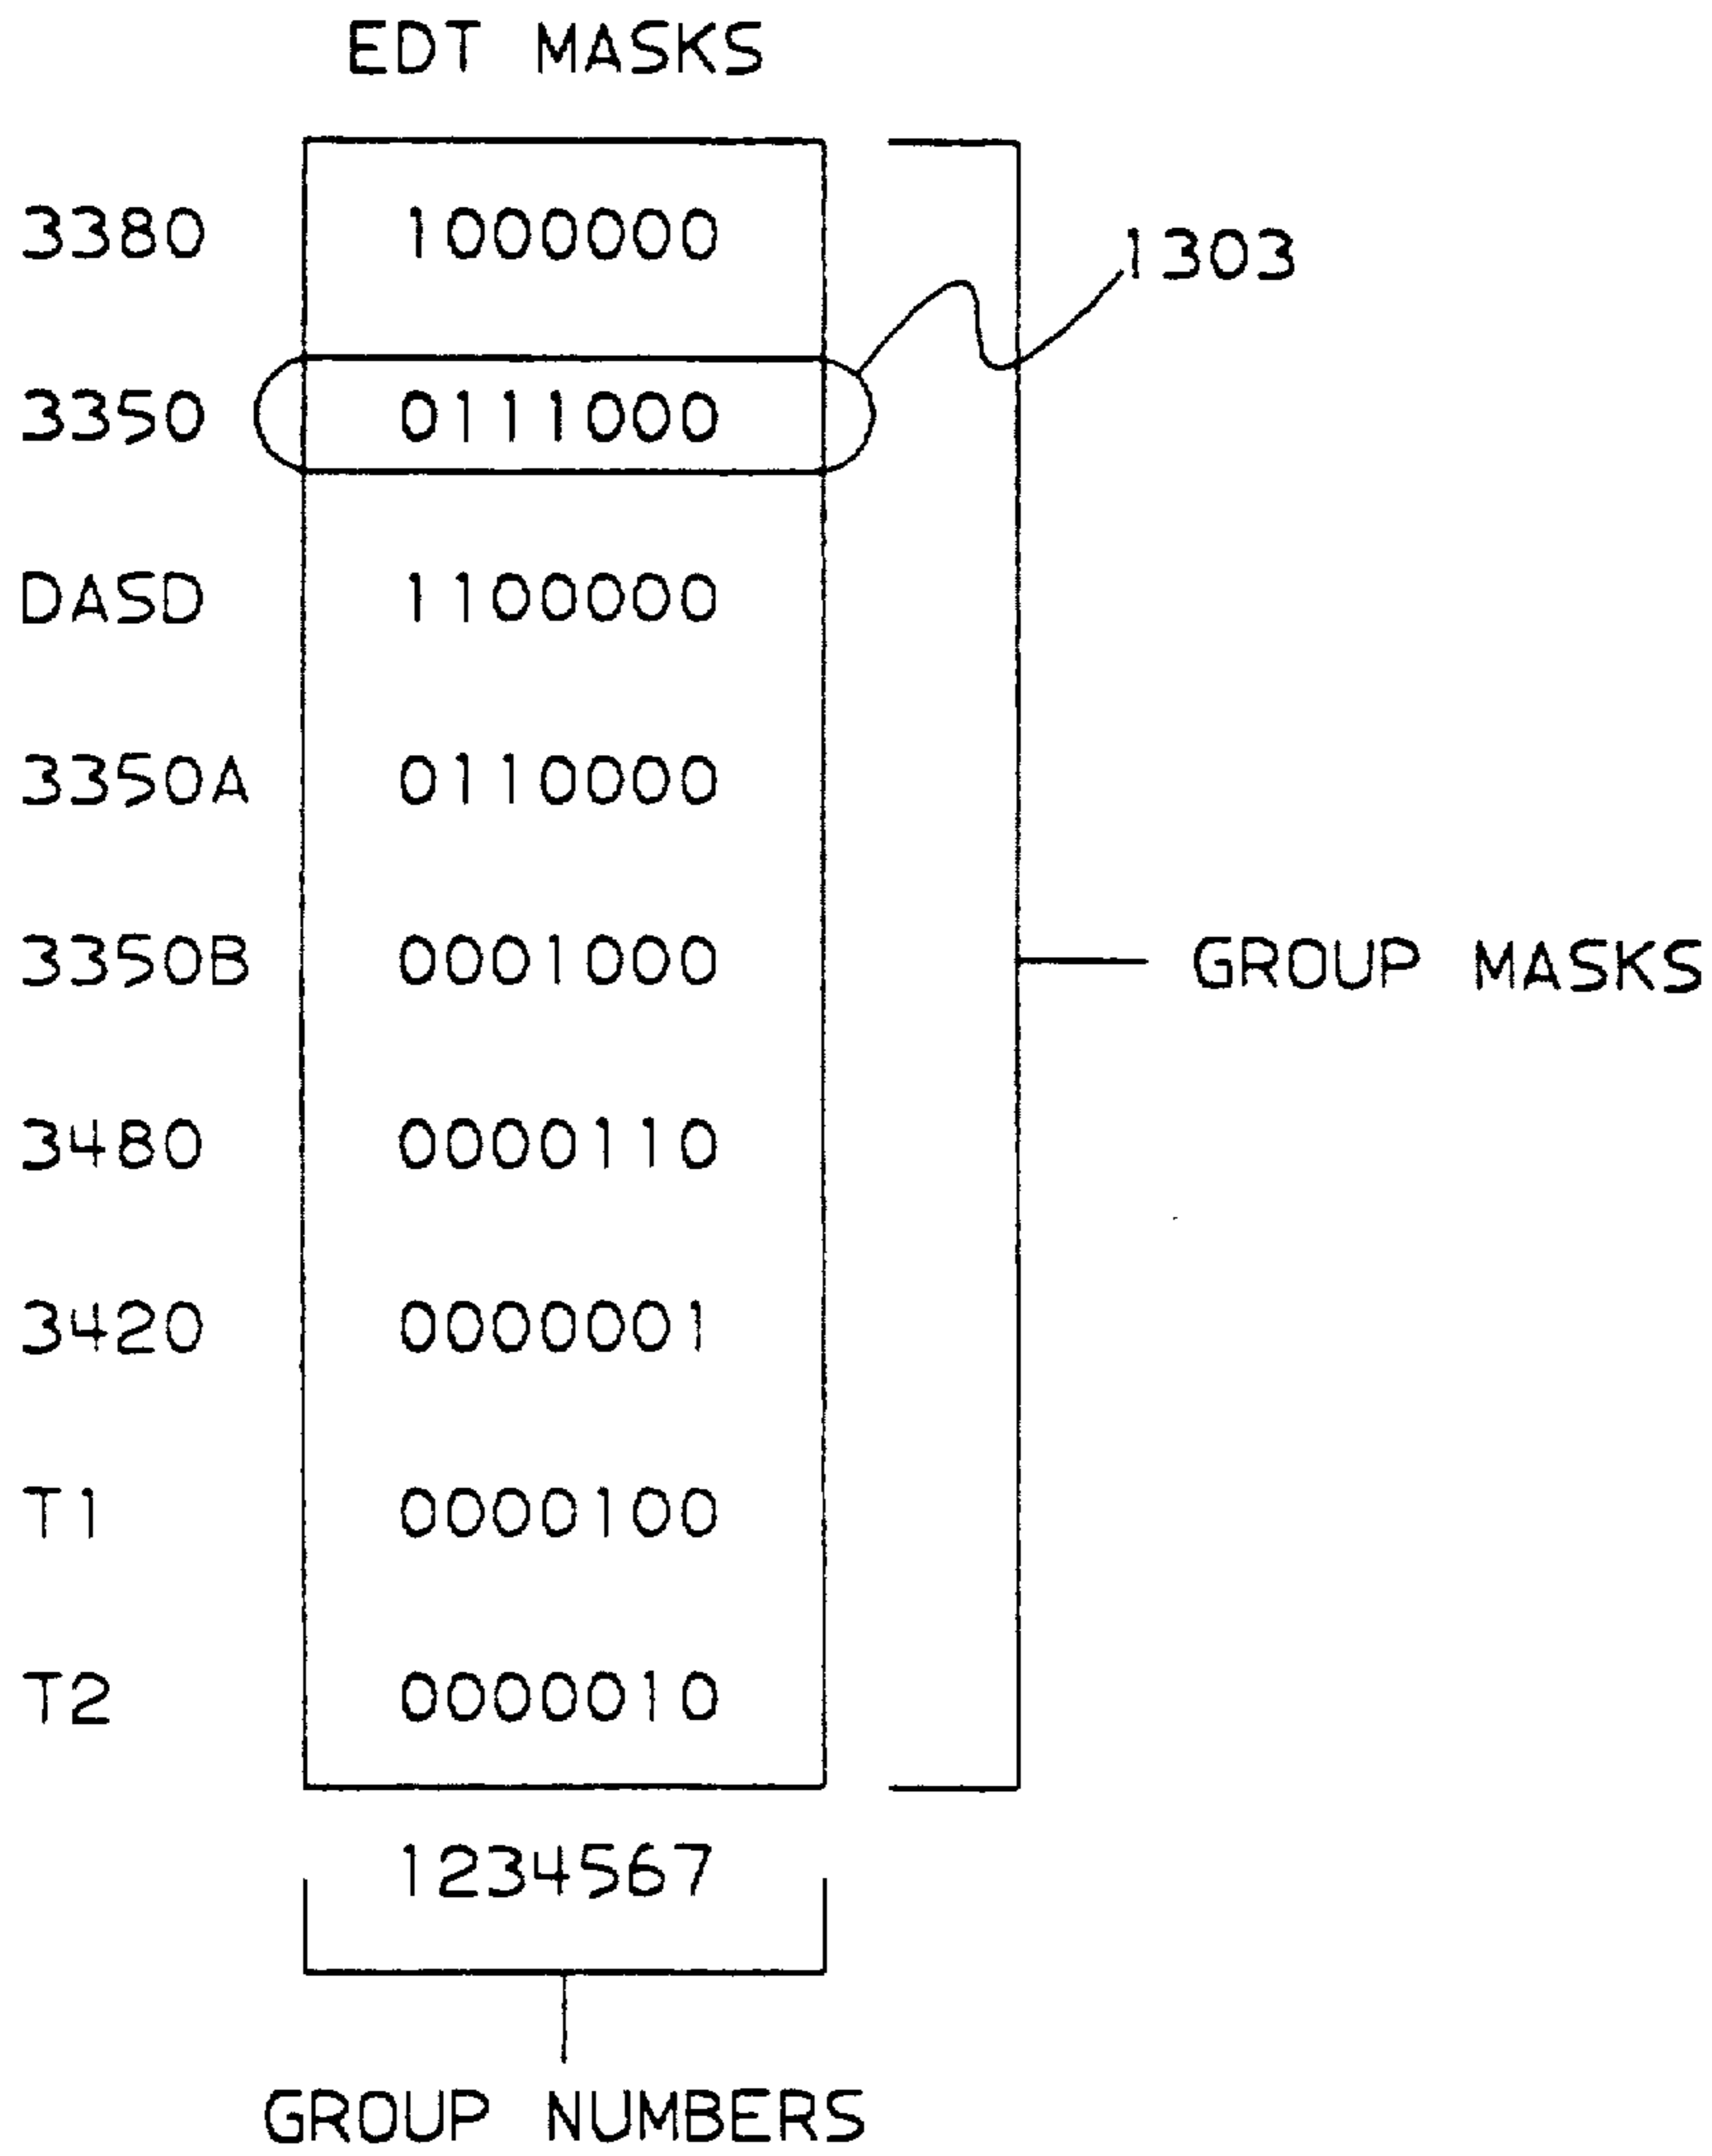 EDT MASKS
3380 1000000
1303
3350 0111000
DASD 1100000
3350A 0110000
3350B 0001000
GROUP MASKS
3480 0000110
3420 0000001
T1 0000100
T2 0000010
1234567
GROUP NUMBERS